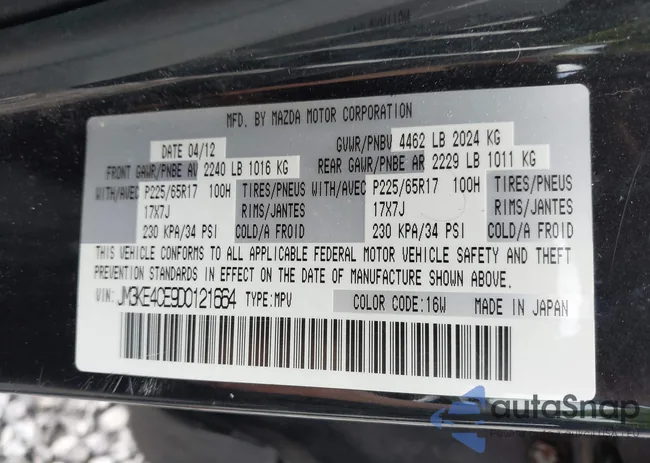 MFD. BY MAZDA MOTOR CORPORATION
DATE 04/12 GVWR/PNBV 4462 LB 2024 KG
FRONT GAWR/PNBE AV 2240 LB 1016 KG REAR GAWR/PNBE AR 2229 LB 1011 KG
WITH/AVEC P225/65R17 100H TIRES/PNEUS WITH/AVEC P225/65R17 100H TIRES/PNEUS
17X7J RIMS/JANTES 17X7J RIMS/JANTES
230 KPA/34 PSI COLD/A FROID 230 KPA/34 PSI COLD/A FROID
THIS VEHICLE CONFORMS TO ALL APPLICABLE FEDERAL MOTOR VEHICLE SAFETY AND THEFT
PREVENTION STANDARDS IN EFFECT ON THE DATE OF MANUFACTURE SHOWN ABOVE.
VIN: JM3KE4CE9D0121664 TYPE:MPV COLOR CODE:16W MADE IN JAPAN
autoSnap